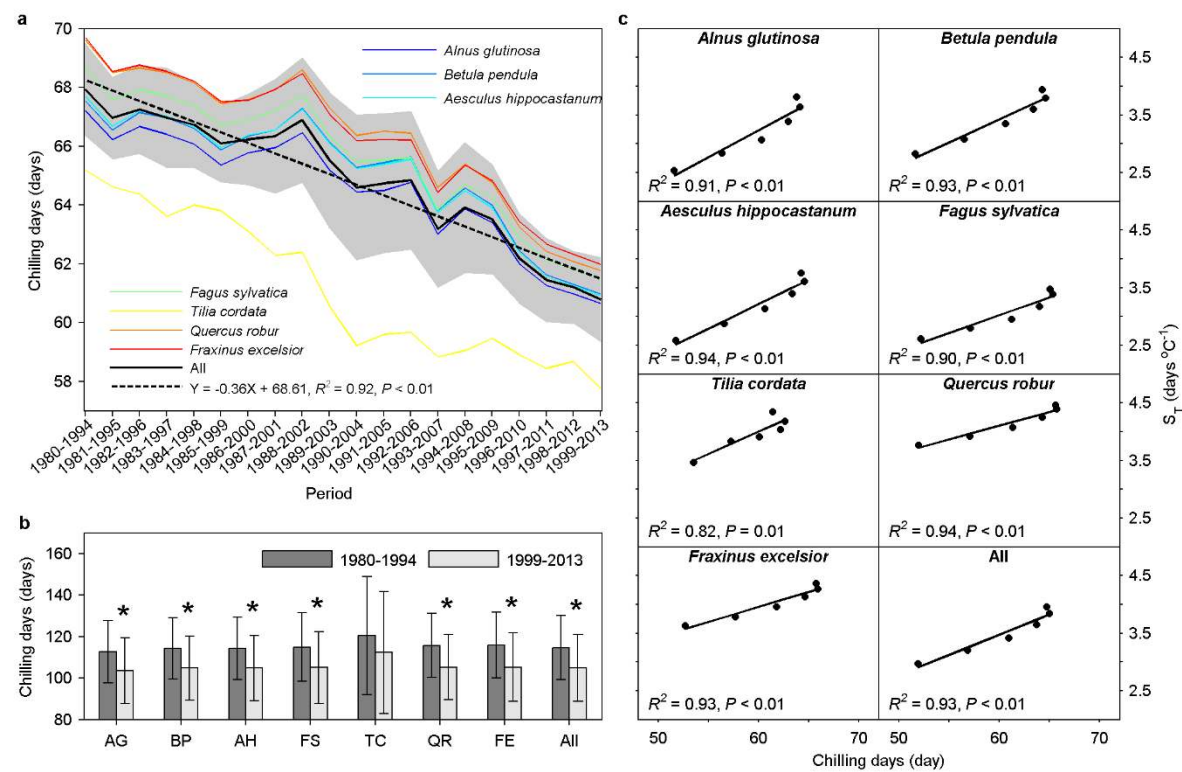 a
70
68
66
64
62
60
58
Chilling days (days)
Alnus glutinosa
Betula pendula
Aesculus hippocastanum
Fagus sylvatica
Tilia cordata
Quercus robur
Fraxinus excelsior
All
Y = -0.36X + 68.61, R² = 0.92, P < 0.01
1980-1994
1981-1995
1982-1996
1983-1997
1984-1998
1985-1999
1986-2000
1987-2001
1988-2002
1989-2003
1990-2004
1991-2005
1992-2006
1993-2007
1994-2008
1995-2009
1996-2010
1997-2011
1998-2012
1999-2013
Period
b
160
140
120
100
80
Chilling days (days)
1980-1994
1999-2013
* * * * * * *
AG BP AH FS TC QR FE All
c
Alnus glutinosa
R² = 0.91, P < 0.01
Betula pendula
R² = 0.93, P < 0.01
4.5
3.5
2.5
Aesculus hippocastanum
R² = 0.94, P < 0.01
Fagus sylvatica
R² = 0.90, P < 0.01
4.5
3.5
2.5
Tilia cordata
R² = 0.82, P = 0.01
Quercus robur
R² = 0.94, P < 0.01
4.5
3.5
2.5
Fraxinus excelsior
R² = 0.93, P < 0.01
All
R² = 0.93, P < 0.01
4.5
3.5
2.5
S_T (days °C⁻¹)
50 60 70 50 60 70
Chilling days (day)